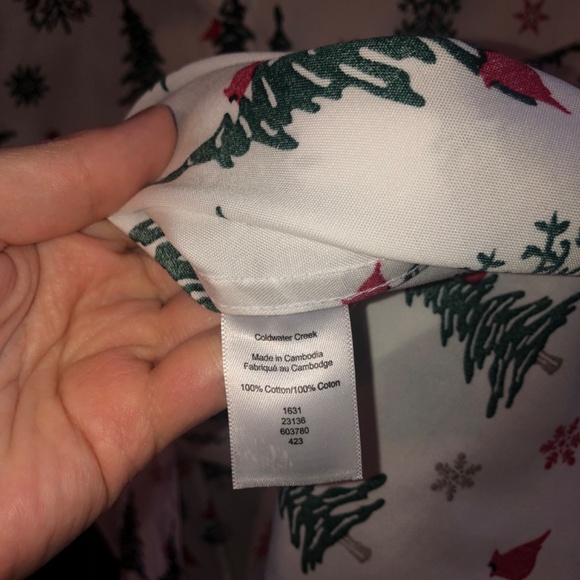 Coldwater Creek
Made in Cambodia
Fabriqué au Cambodge
100% Cotton/100% Coton
1631
23136
603780
423